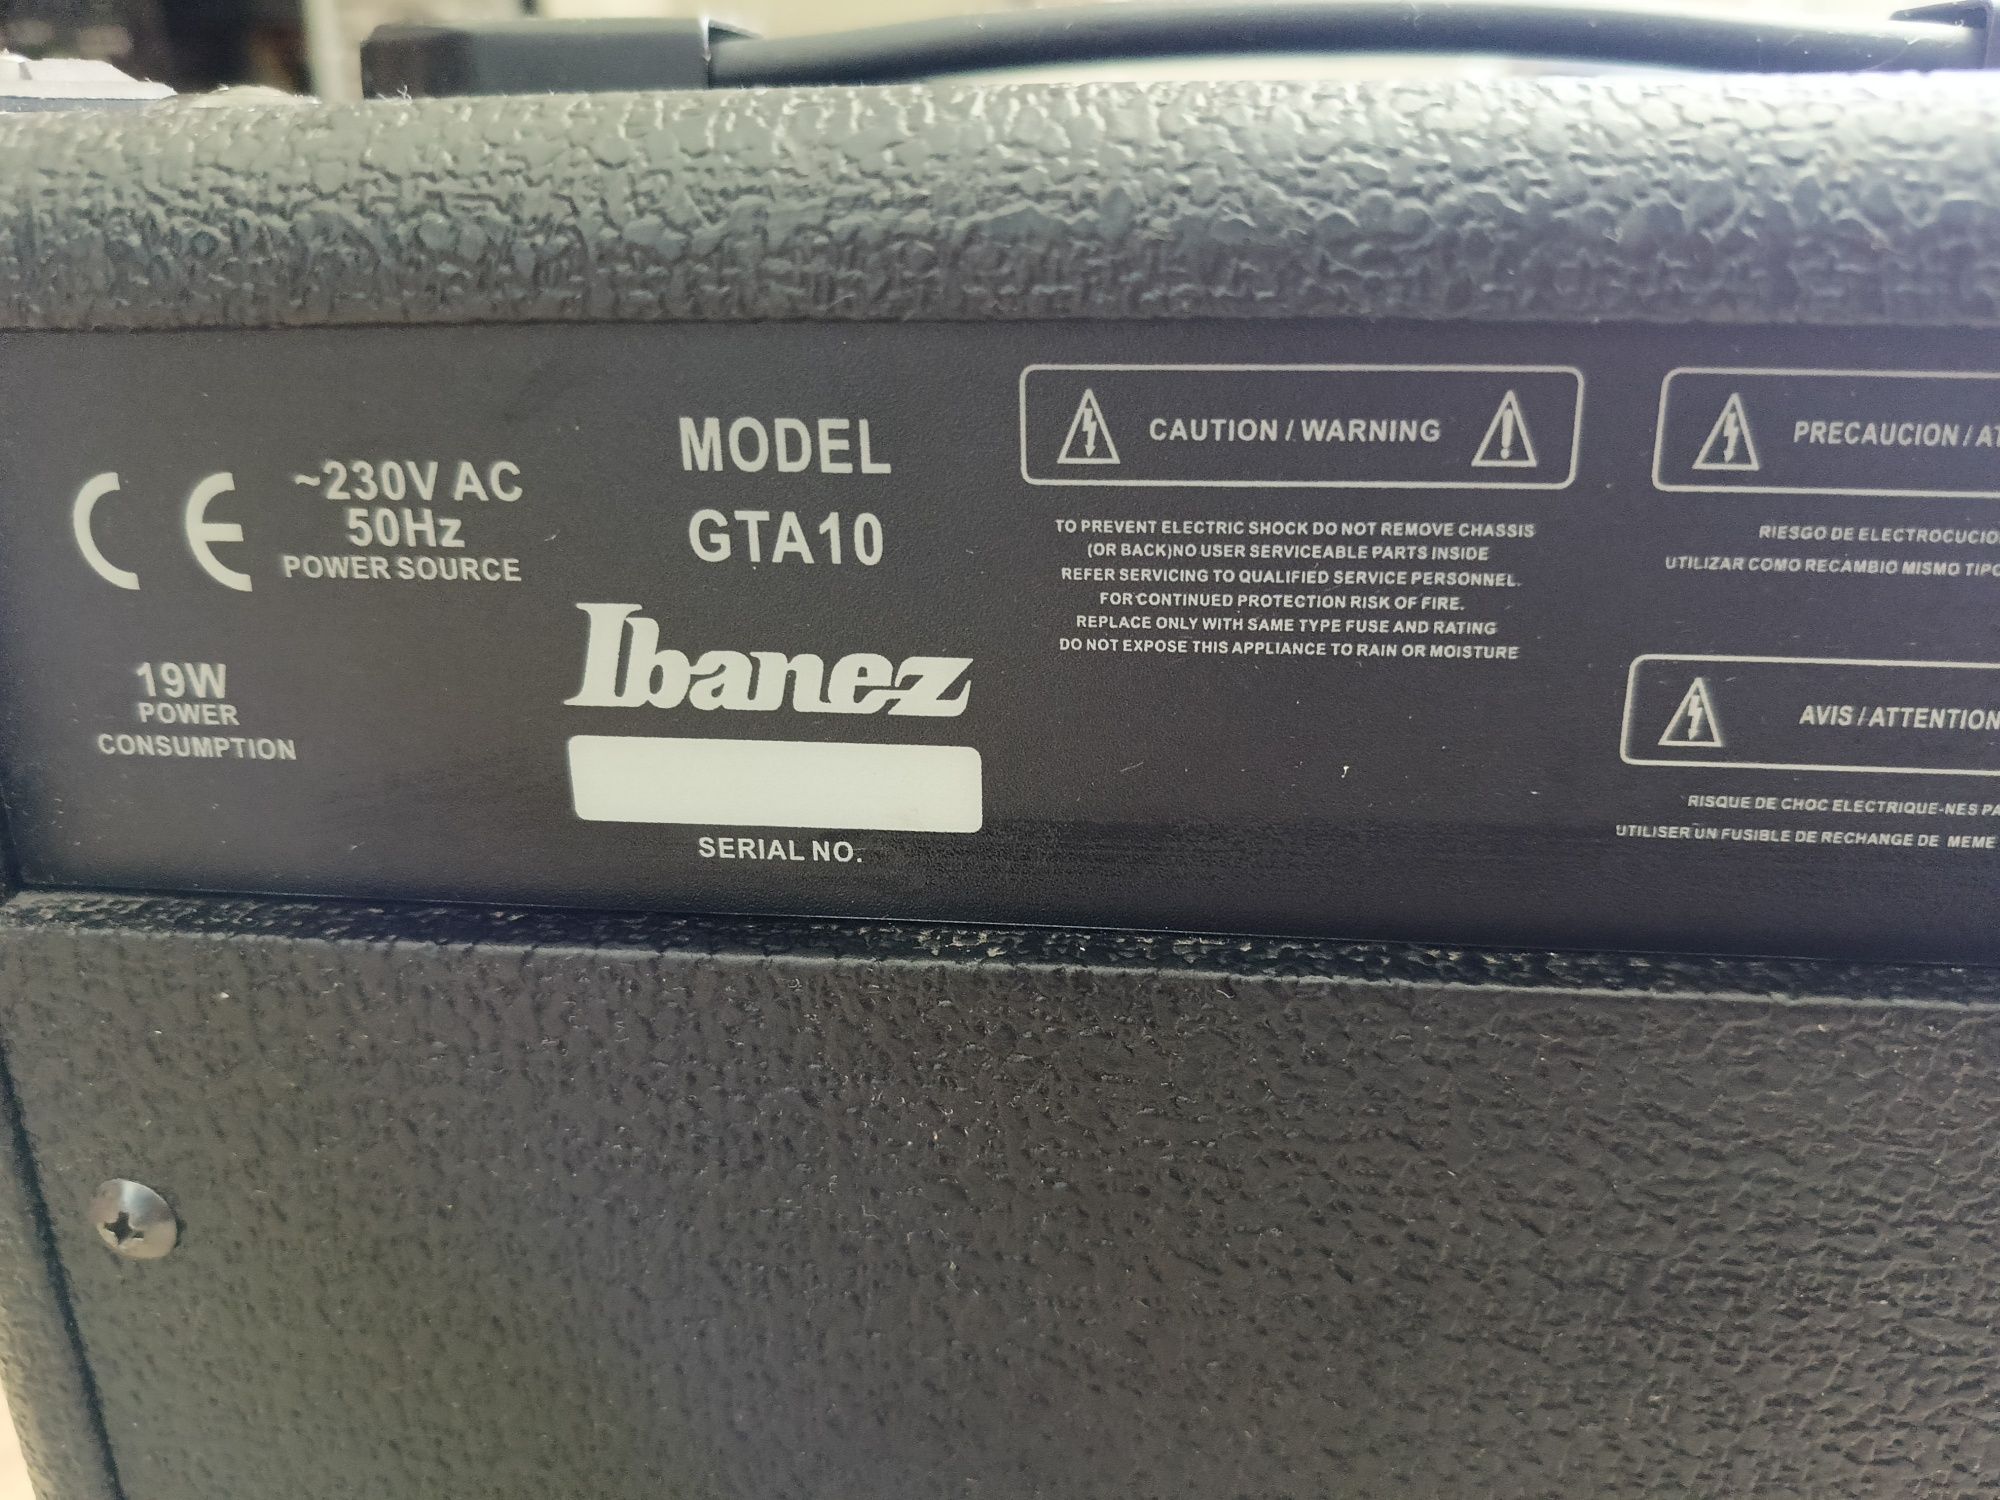 CE
~230V AC
50Hz
POWER SOURCE
19W
POWER
CONSUMPTION
MODEL
GTA10
Ibanez
SERIAL NO.
CAUTION / WARNING
TO PREVENT ELECTRIC SHOCK DO NOT REMOVE CHASSIS
(OR BACK)NO USER SERVICEABLE PARTS INSIDE
REFER SERVICING TO QUALIFIED SERVICE PERSONNEL.
FOR CONTINUED PROTECTION RISK OF FIRE.
REPLACE ONLY WITH SAME TYPE FUSE AND RATING
DO NOT EXPOSE THIS APPLIANCE TO RAIN OR MOISTURE
PRECAUCION / AT
RIESGO DE ELECTROCUCIO
UTILIZAR COMO RECAMBIO MISMO TIPO
AVIS / ATTENTION
RISQUE DE CHOC ELECTRIQUE-NES PA
UTILISER UN FUSIBLE DE RECHANGE DE MEME